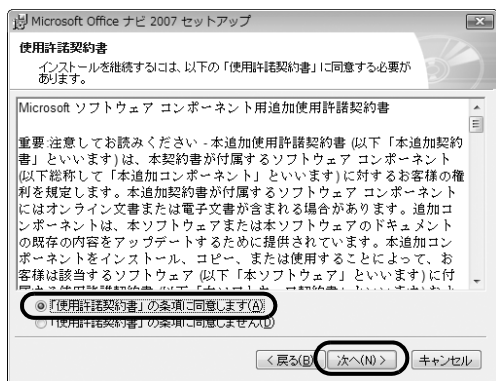 Microsoft Office ナビ 2007 セットアップ
使用許諾契約書
インストールを継続するには、以下の「使用許諾契約書」に同意する必要が
あります。
Microsoft ソフトウェア コンポーネント用追加使用許諾契約書
重要:注意してお読みください - 本追加使用許諾契約書 (以下「本追加契約
書」といいます) は、本契約書が付属するソフトウェア コンポーネント
(以下総称して「本追加コンポーネント」といいます) に対するお客様の権
利を規定します。本追加契約書が付属するソフトウェア コンポーネント
にはオンライン文書または電子文書が含まれる場合があります。追加コ
ンポーネントは、本ソフトウェアまたは本ソフトウェアのドキュメント
の既存の内容をアップデートするために提供されています。本追加コン
ポーネントをインストール、コピー、または使用することによって、お
客様は該当するソフトウェア (以下「本ソフトウェア」といいます) に付
「使用許諾契約書」の条項に同意します(A)
「使用許諾契約書」の条項に同意しません(D)
< 戻る(B)
次へ(N) >
キャンセル